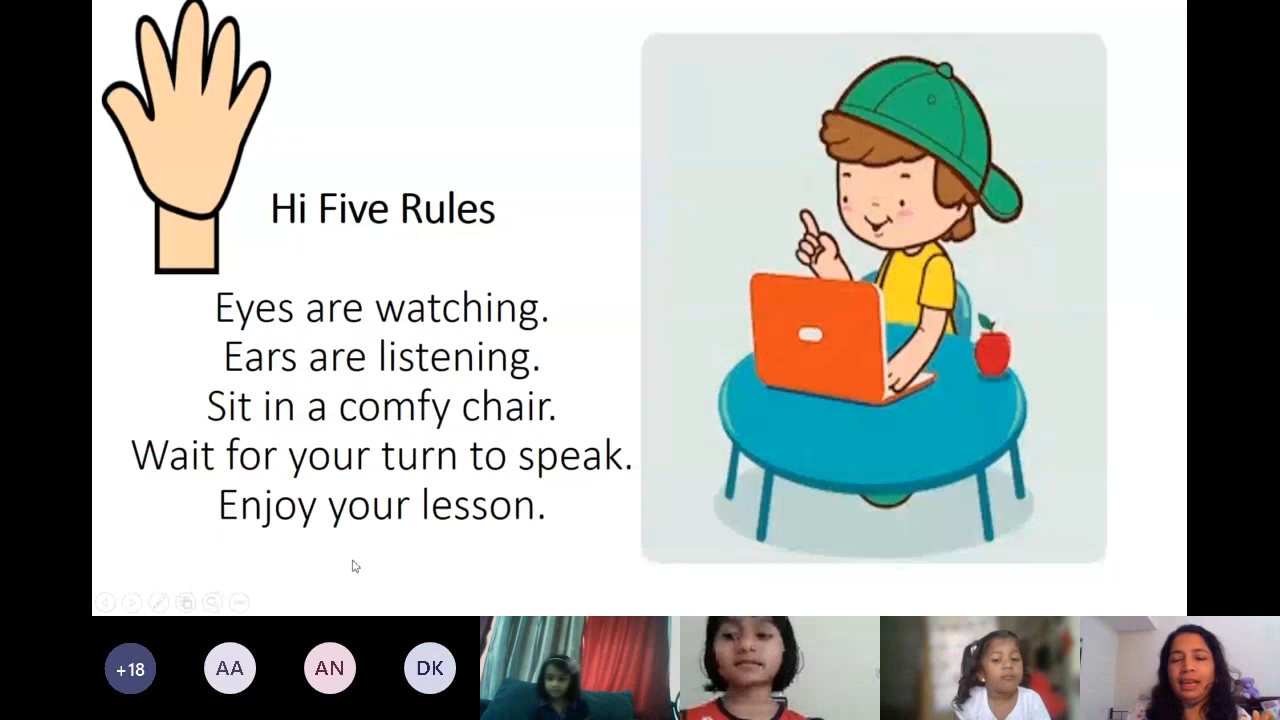 Hi Five Rules
Eyes are watching.
Ears are listening.
Sit in a comfy chair.
Wait for your turn to speak.
Enjoy your lesson.
+18
AA
AN
DK